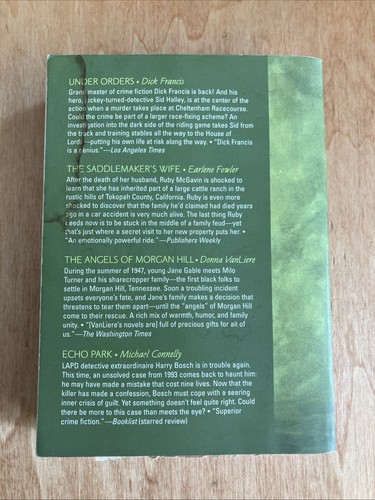 UNDER ORDERS • Dick Francis
Grand master of crime fiction Dick Francis is back! And his
hero, jockey-turned-detective Sid Halley, is at the center of the
action when a murder takes place at Cheltenham Racecourse.
Could the crime be part of a larger race-fixing scheme? An
investigation into the dark side of the riding game takes Sid from
the track and training stables all the way to the House of
Lords—putting his own life at risk along the way. • "Dick Francis
is a genius."—Los Angeles Times
THE SADDLEMAKER'S WIFE • Earlene Fowler
After the death of her husband, Ruby McGavin is shocked to
learn that she has inherited part of a large cattle ranch in the
rustic hills of Tokopah County, California. Ruby is even more
shocked to discover that the family he'd claimed had died years
ago in a car accident is very much alive. The last thing Ruby
needs now is to be stuck in the middle of a family feud—yet
that's just where a secret visit to her new property puts her. •
"An emotionally powerful ride."—Publishers Weekly
THE ANGELS OF MORGAN HILL • Donna VanLiere
During the summer of 1947, young Jane Gable meets Milo
Turner and his sharecropper family—the first black folks to
settle in Morgan Hill, Tennessee. Soon a troubling incident
upsets everyone's fate, and Jane's family makes a decision that
threatens to tear them apart—until the "angels" of Morgan Hill
come to their rescue. A rich mix of warmth, humor, and family
unity. • "[VanLiere's novels are] full of precious gifts for all of
us."—The Washington Times
ECHO PARK • Michael Connelly
LAPD detective extraordinaire Harry Bosch is in trouble again.
This time, an unsolved case from 1993 comes back to haunt him:
he may have made a mistake that cost nine lives. Now that the
killer has made a confession, Bosch must cope with a searing
inner crisis of guilt. Yet something doesn't feel quite right. Could
there be more to this case than meets the eye? • "Superior
crime fiction."—Booklist (starred review)